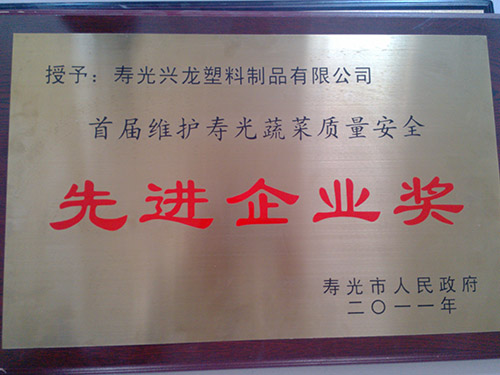 授予：寿光兴龙塑料制品有限公司
首届维护寿光蔬菜质量安全
先进企业奖
寿光市人民政府
二〇一一年